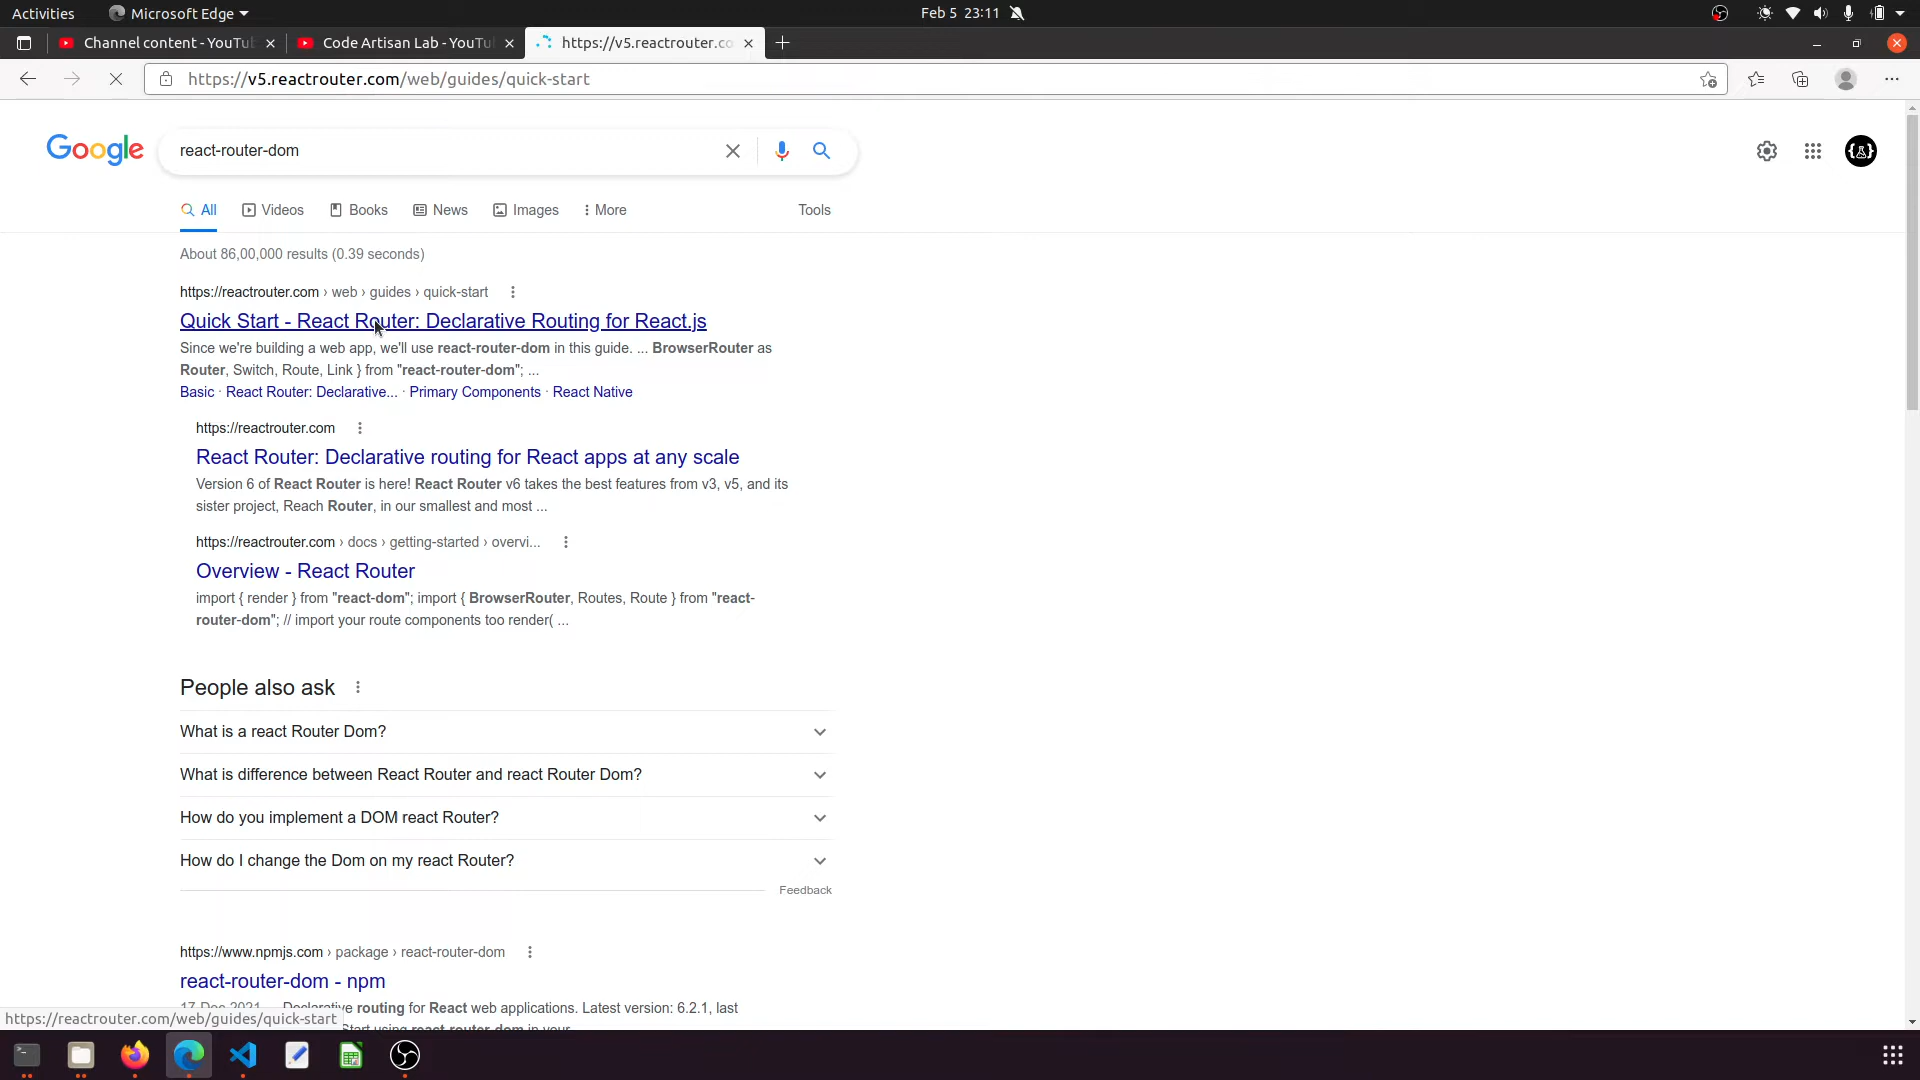 Activities
Microsoft Edge
Feb 5 23:11
Channel content - YouTu
Code Artisan Lab - YouTu
https://v5.reactrouter.co
https://v5.reactrouter.com/web/guides/quick-start
Google
react-router-dom
All
Videos
Books
News
Images
More
Tools
About 86,00,000 results (0.39 seconds)
https://reactrouter.com › web › guides › quick-start
Quick Start - React Router: Declarative Routing for React.js
Since we're building a web app, we'll use react-router-dom in this guide. ... BrowserRouter as
Router, Switch, Route, Link } from "react-router-dom"; ...
Basic · React Router: Declarative... · Primary Components · React Native
https://reactrouter.com
React Router: Declarative routing for React apps at any scale
Version 6 of React Router is here! React Router v6 takes the best features from v3, v5, and its
sister project, Reach Router, in our smallest and most ...
https://reactrouter.com › docs › getting-started › overvi...
Overview - React Router
import { render } from "react-dom"; import { BrowserRouter, Routes, Route } from "react-
router-dom"; // import your route components too render( ...
People also ask
What is a react Router Dom?
What is difference between React Router and react Router Dom?
How do you implement a DOM react Router?
How do I change the Dom on my react Router?
Feedback
https://www.npmjs.com › package › react-router-dom
react-router-dom - npm
17 Dec 2021 Declarative routing for React web applications. Latest version: 6.2.1, last
https://reactrouter.com/web/guides/quick-start
Start using react-router-dom in your